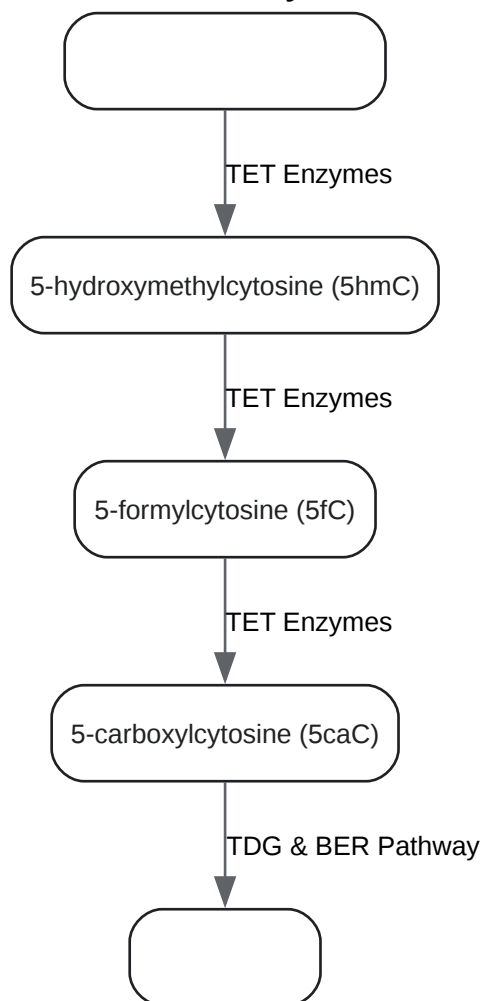 TET Enzymes
5-hydroxymethylcytosine (5hmC)
TET Enzymes
5-formylcytosine (5fC)
TET Enzymes
5-carboxylcytosine (5caC)
TDG & BER Pathway